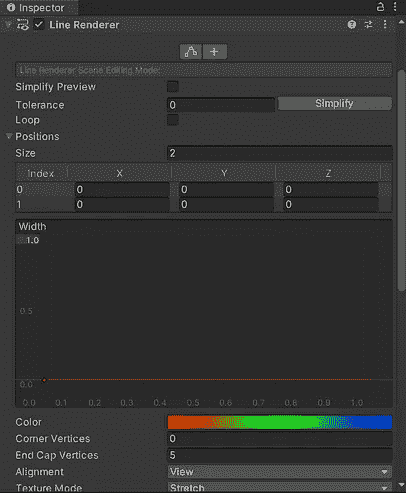 Inspector
Line Renderer
Line Renderer Scene Editing Mode:
Simplify Preview
Tolerance 0 Simplify
Loop
Positions
Size 2
Index X Y Z
0 0 0 0
1 0 0 0
Width
1.0
0.5
0.0
0.0 0.1 0.2 0.3 0.4 0.5 0.6 0.7 0.8 0.9 1.0
Color
Corner Vertices 0
End Cap Vertices 5
Alignment View
Texture Mode Stretch